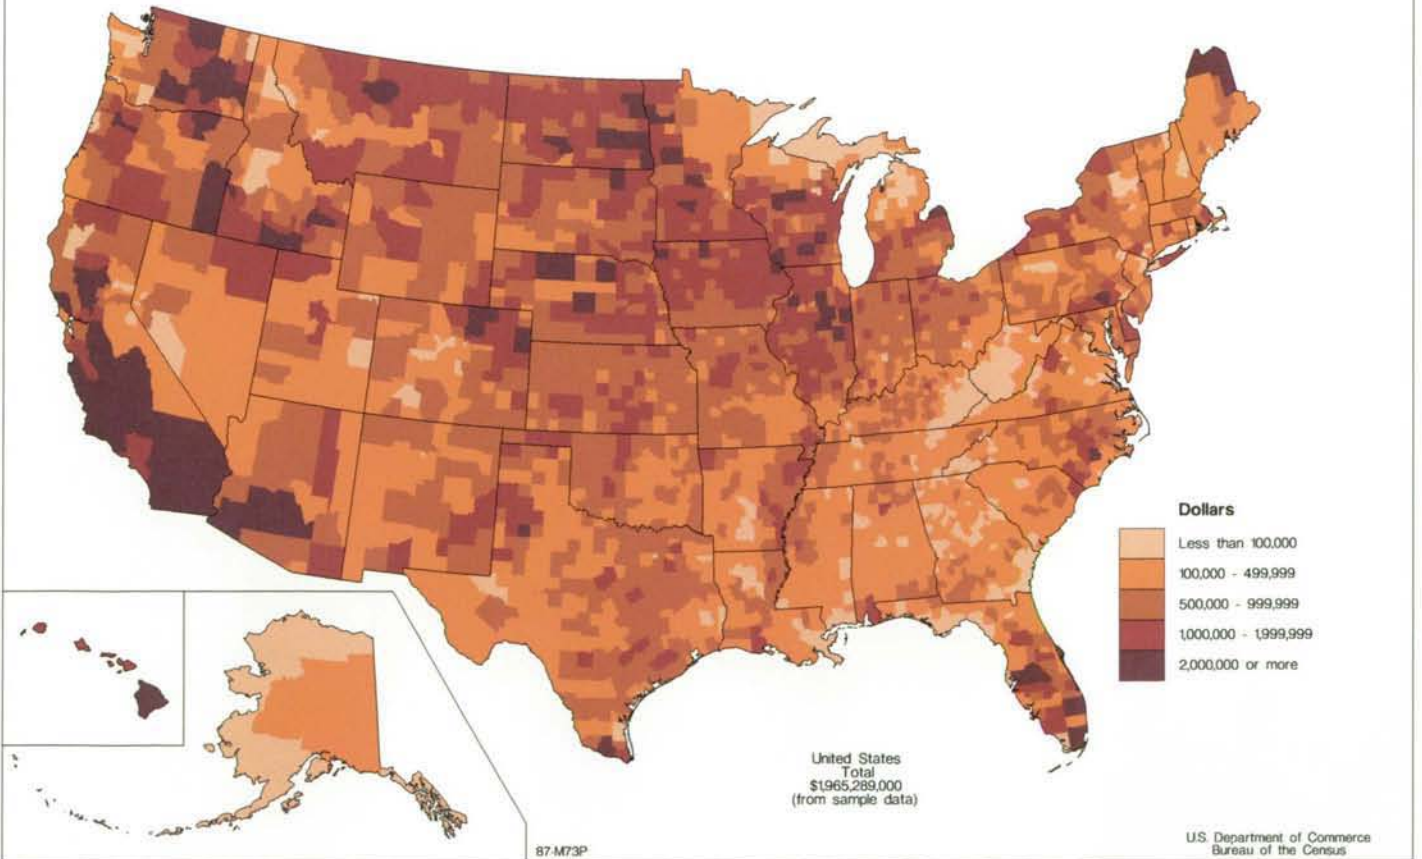 Dollars
Less than 100,000
100,000 - 499,999
500,000 - 999,999
1,000,000 - 1,999,999
2,000,000 or more
United States
Total
$1,965,289,000
(from sample data)
87-M73P
U.S. Department of Commerce
Bureau of the Census